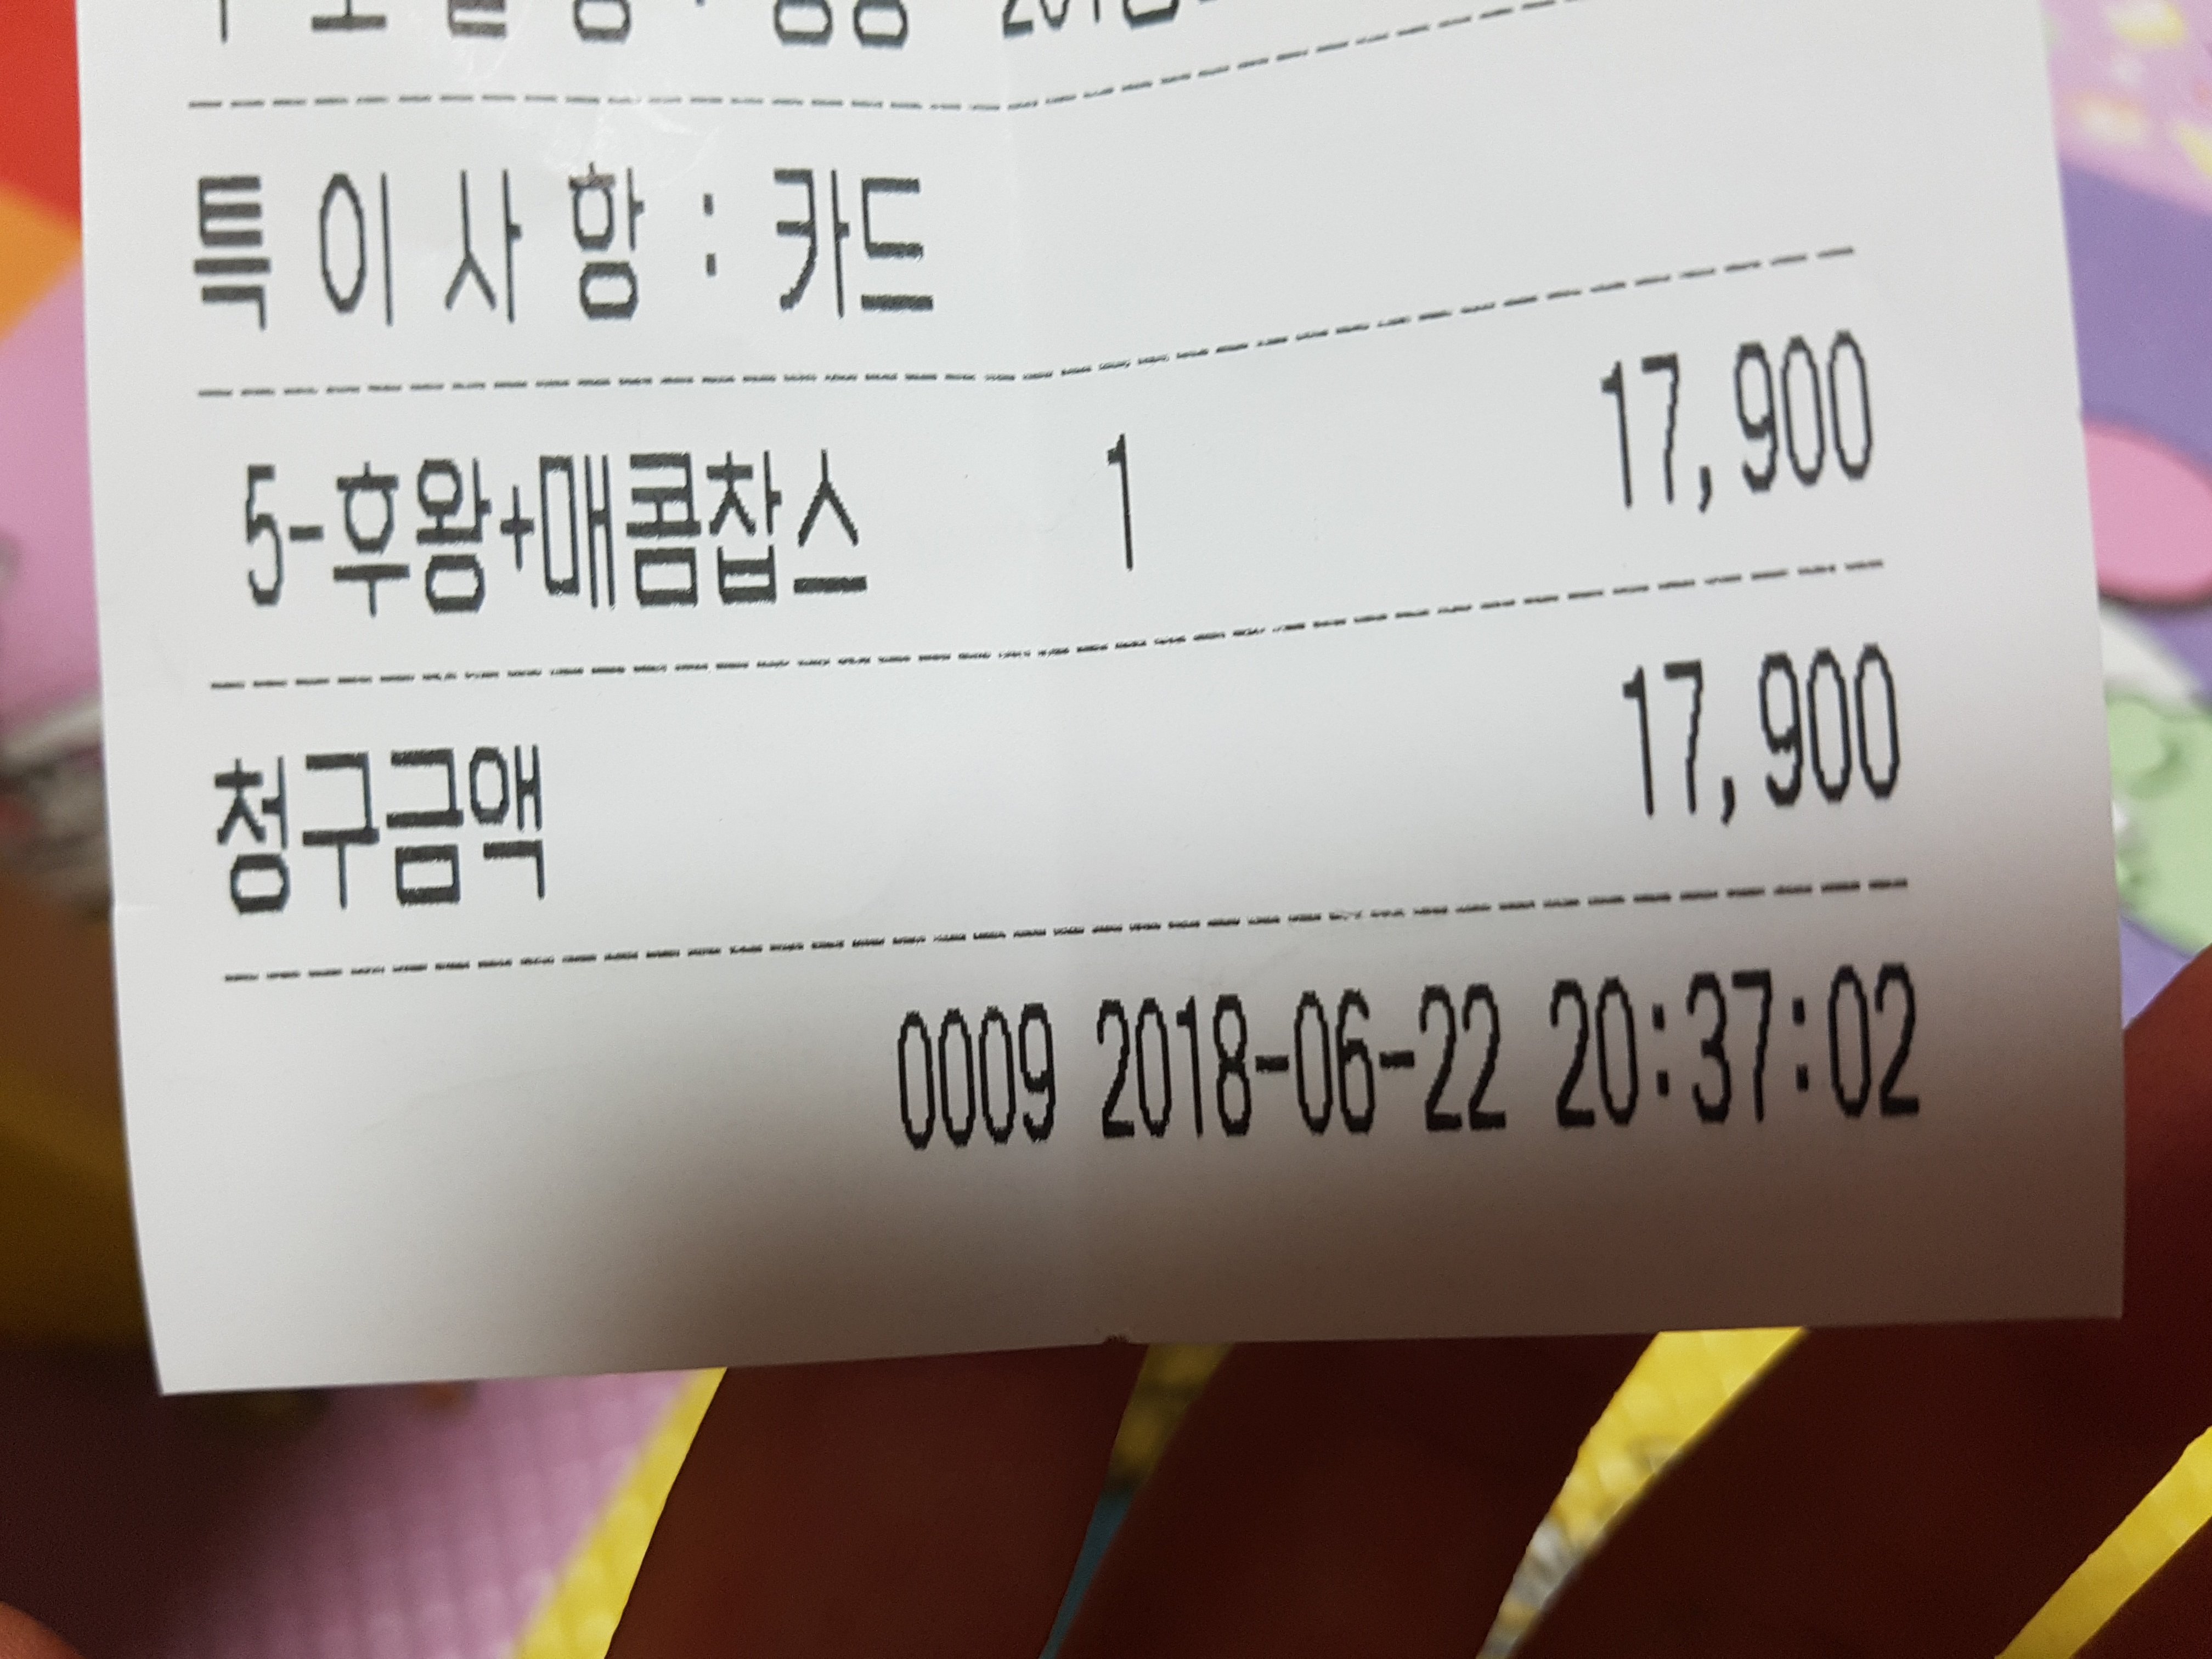 특 이 사 항 : 카드
5-후왕+매콤찹스 1 17,900
청구금액 17,900
0009 2018-06-22 20:37:02